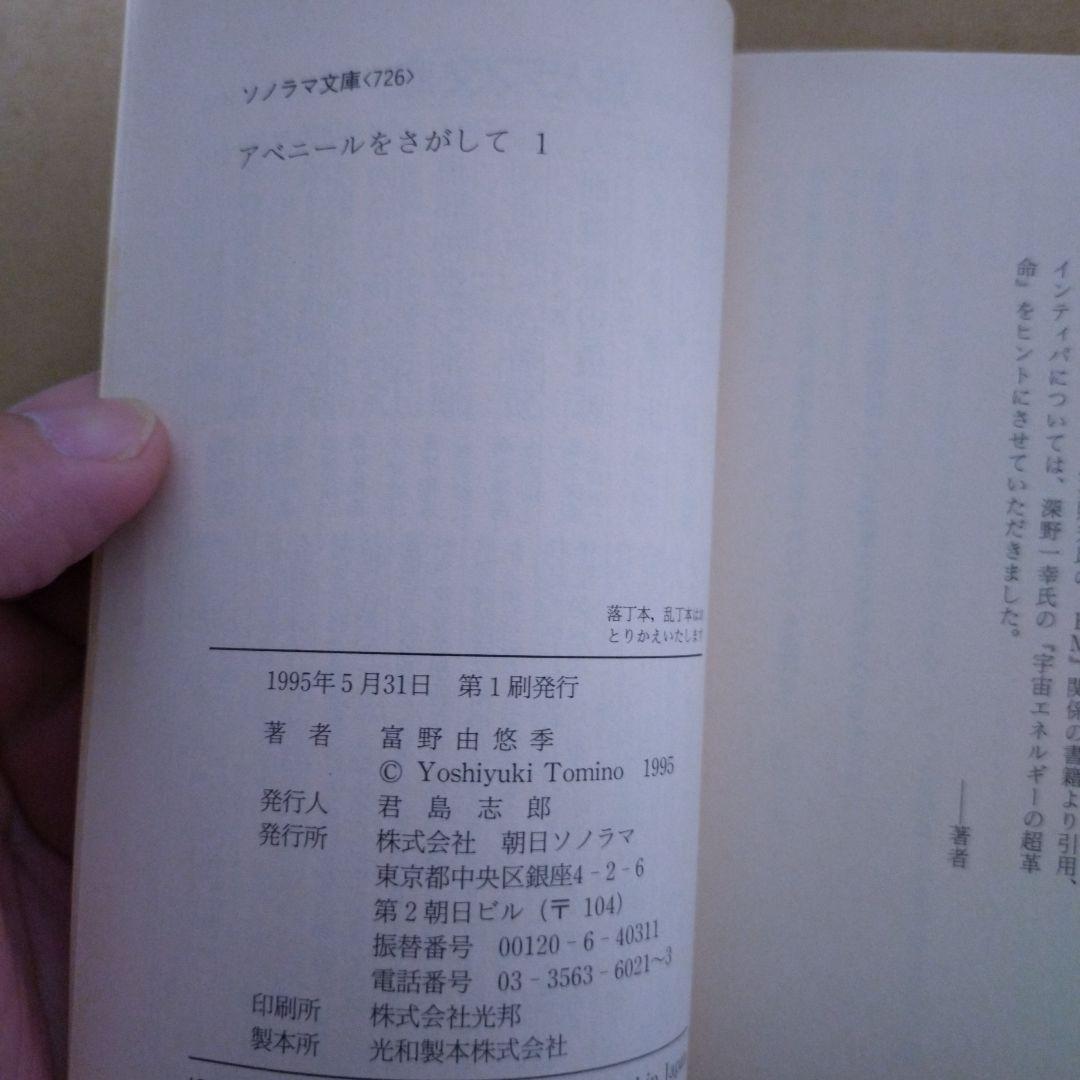 ソノラマ文庫〈726〉
アベニールをさがして 1
落丁本，乱丁本は
とりかえいたします
1995年5月31日 第1刷発行
著者 富野由悠季
© Yoshiyuki Tomino 1995
発行人 君島志郎
発行所 株式会社 朝日ソノラマ
東京都中央区銀座4-2-6
第2朝日ビル (〒 104)
振替番号 00120-6-40311
電話番号 03-3563-6021~3
印刷所 株式会社光邦
製本所 光和製本株式会社
関係の書籍より引用、
インティパについては、深野一幸氏の『宇宙エネルギーの超革
命』をヒントにさせていただきました。
――著者